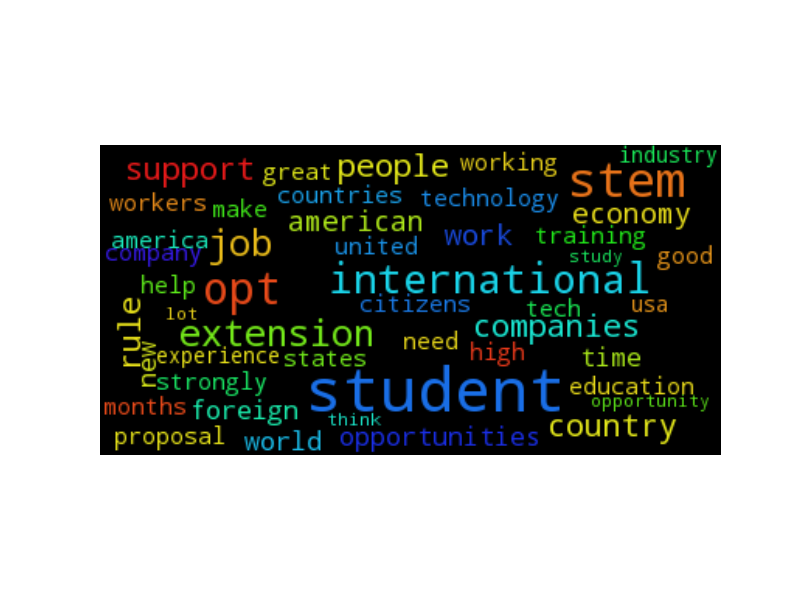 industry
support great people working stem
workers make countries technology economy
america job american work training
company united study good
help opt international
rule lot citizens tech usa
extension need companies
new experience states high time
strongly student education
months foreign think opportunity
proposal world opportunities country